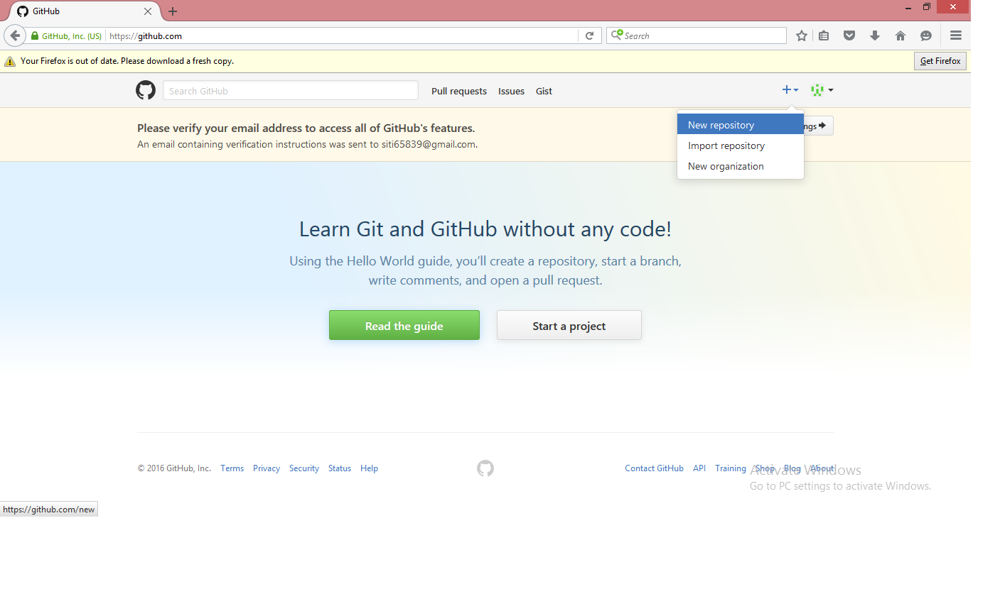 GitHub
GitHub, Inc. (US)
https://github.com
Search
Your Firefox is out of date. Please download a fresh copy.
Get Firefox
Search GitHub
Pull requests
Issues
Gist
Please verify your email address to access all of GitHub's features.
An email containing verification instructions was sent to siti65839@gmail.com.
ngs
New repository
Import repository
New organization
Learn Git and GitHub without any code!
Using the Hello World guide, you'll create a repository, start a branch,
write comments, and open a pull request.
Read the guide
Start a project
© 2016 GitHub, Inc. Terms Privacy Security Status Help
Contact GitHub API Training Shop Blog About
Activate Windows
Go to PC settings to activate Windows.
https://github.com/new